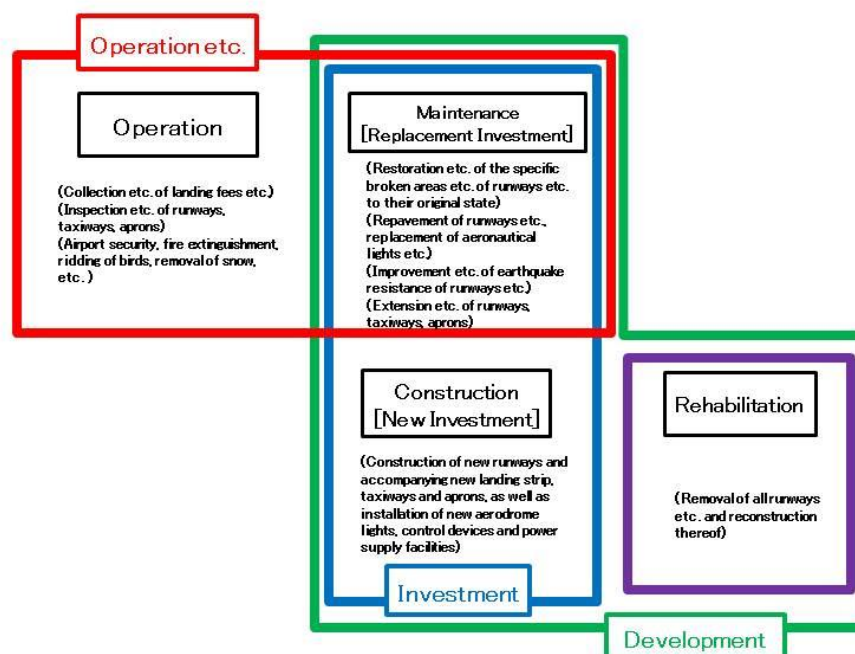 Operation etc.
Operation
(Collection etc. of landing fees etc.)
(Inspection etc. of runways,
taxiways, aprons)
(Airport security, fire extinguishment,
ridding of birds, removal of snow,
etc. )
Maintenance
[Replacement Investment]
(Restoration etc. of the specific
broken areas etc. of runways etc.
to their original state)
(Repavement of runways etc.,
replacement of aeronautical
lights etc.)
(Improvement etc. of earthquake
resistance of runways etc.)
(Extension etc. of runways,
taxiways, aprons)
Construction
[New Investment]
(Construction of new runways and
accompanying new landing strip,
taxiways and aprons, as well as
installation of new aerodrome
lights, control devices and power
supply facilities)
Investment
Rehabilitation
(Removal of all runways
etc. and reconstruction
thereof)
Development